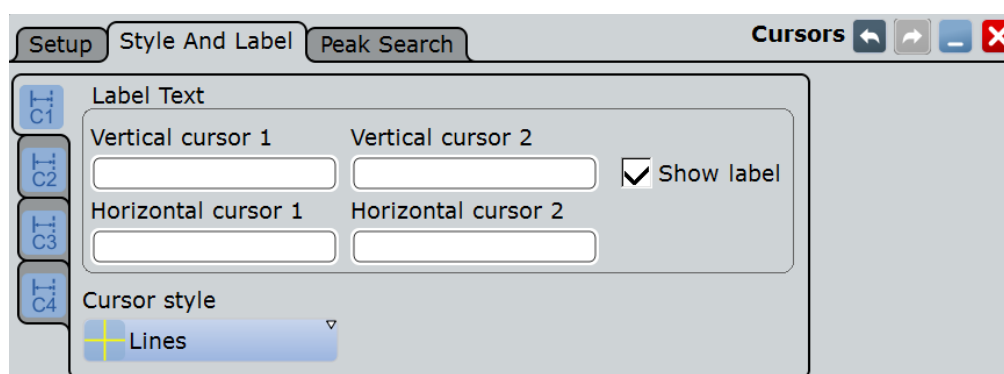 Setup Style And Label Peak Search Cursors
C1
Label Text
Vertical cursor 1 Vertical cursor 2
Show label
C2
Horizontal cursor 1 Horizontal cursor 2
C3
C4
Cursor style
Lines